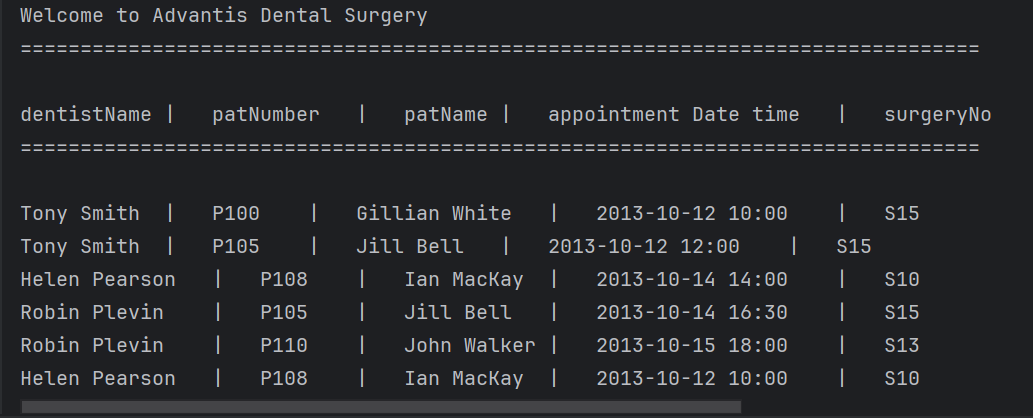 Welcome to Advantis Dental Surgery
================================================================================
dentistName |   patNumber   |   patName |   appointment Date time   |   surgeryNo
================================================================================
Tony Smith  |   P100    |   Gillian White   |   2013-10-12 10:00    |   S15
Tony Smith  |   P105    |   Jill Bell   |   2013-10-12 12:00    |   S15
Helen Pearson   |   P108    |   Ian MacKay  |   2013-10-14 14:00    |   S10
Robin Plevin    |   P105    |   Jill Bell   |   2013-10-14 16:30    |   S15
Robin Plevin    |   P110    |   John Walker |   2013-10-15 18:00    |   S13
Helen Pearson   |   P108    |   Ian MacKay  |   2013-10-12 10:00    |   S10